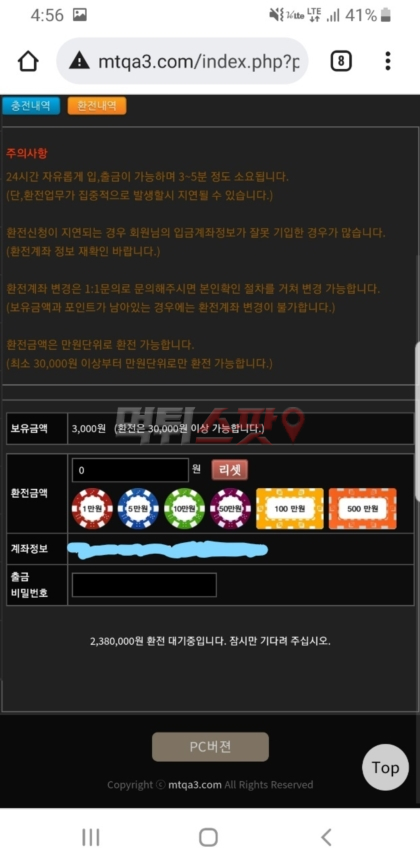 4:56
LTE
41%
mtqa3.com/index.php?p
8
충전내역 환전내역
주의사항
24시간 자유롭게 입,출금이 가능하며 3~5분 정도 소요됩니다.
(단,환전업무가 집중적으로 발생할시 지연될 수 있습니다.)
환전신청이 지연되는 경우 회원님의 입금계좌정보가 잘못 기입한 경우가 많습니다.
(환전계좌 정보 재확인 바랍니다.)
환전계좌 변경은 1:1문의로 문의해주시면 본인확인 절차를 거쳐 변경 가능합니다.
(보유금액과 포인트가 남아있는 경우에는 환전계좌 변경이 불가합니다.)
환전금액은 만원단위로 환전 가능합니다.
(최소 30,000원 이상부터 만원단위로만 환전 가능합니다.)
먹튀스팟
보유금액 3,000원 (환전은 30,000원 이상 가능합니다.)
환전금액 0 원 리셋
1만원 5만원 10만원 50만원 100 만원 500 만원
계좌정보
출금
비밀번호
2,380,000원 환전 대기중입니다. 잠시만 기다려 주십시오.
PC버젼
Top
Copyright ⓒ mtqa3.com All Rights Reserved